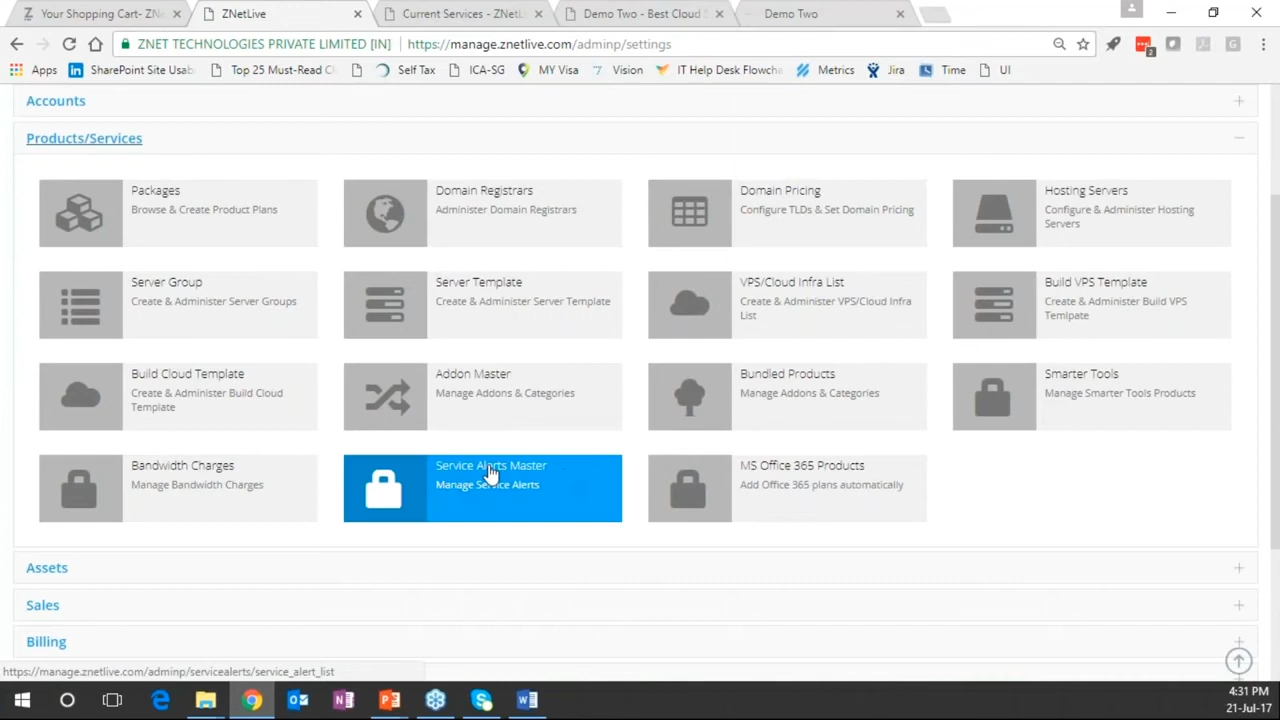 Your Shopping Cart- ZNe
ZNetLive
Current Services - ZNetL
Demo Two - Best Cloud S
Demo Two
ZNET TECHNOLOGIES PRIVATE LIMITED [IN]
https://manage.znetlive.com/adminp/settings
Apps
SharePoint Site Usab
Top 25 Must-Read C
Self Tax
ICA-SG
MY Visa
Vision
IT Help Desk Flowcha
Metrics
Jira
Time
UI
Accounts
Products/Services
Packages
Browse & Create Product Plans
Domain Registrars
Administer Domain Registrars
Domain Pricing
Configure TLDs & Set Domain Pricing
Hosting Servers
Configure & Administer Hosting
Servers
Server Group
Create & Administer Server Groups
Server Template
Create & Administer Server Template
VPS/Cloud Infra List
Create & Administer VPS/Cloud Infra
List
Build VPS Template
Create & Administer Build VPS
Temlpate
Build Cloud Template
Create & Administer Build Cloud
Template
Addon Master
Manage Addons & Categories
Bundled Products
Manage Addons & Categories
Smarter Tools
Manage Smarter Tools Products
Bandwidth Charges
Manage Bandwidth Charges
Service Alerts Master
Manage Service Alerts
MS Office 365 Products
Add Office 365 plans automatically
Assets
Sales
Billing
https://manage.znetlive.com/adminp/servicealerts/service_alert_list
4:31 PM
21-Jul-17